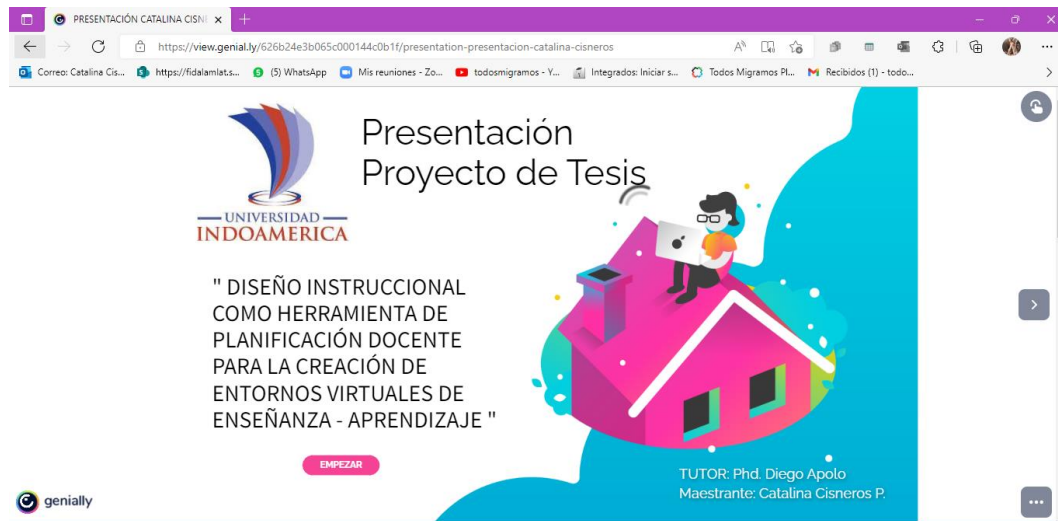 PRESENTACIÓN CATALINA CISNE
https://view.genial.ly/626b24e3b065c000144c0b1f/presentation-presentacion-catalina-cisneros
Correo: Catalina Cis...
https://fidalamlat.s...
(5) WhatsApp
Mis reuniones - Zo...
todosmigramos - Y...
Integrados: Iniciar s...
Todos Migramos Pl...
Recibidos (1) - todo...
Presentación
Proyecto de Tesis
UNIVERSIDAD
INDOAMERICA
" DISEÑO INSTRUCCIONAL
COMO HERRAMIENTA DE
PLANIFICACIÓN DOCENTE
PARA LA CREACIÓN DE
ENTORNOS VIRTUALES DE
ENSEÑANZA - APRENDIZAJE "
EMPEZAR
TUTOR: Phd. Diego Apolo
Maestrante: Catalina Cisneros P.
genially